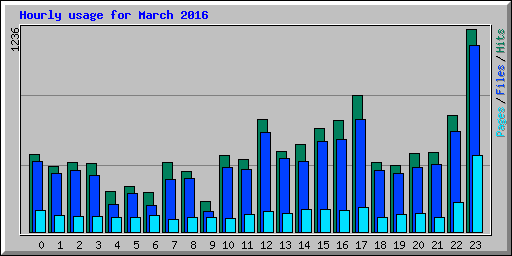 Hourly usage for March 2016
1236
Pages/Files/Hits
0 1 2 3 4 5 6 7 8 9 10 11 12 13 14 15 16 17 18 19 20 21 22 23